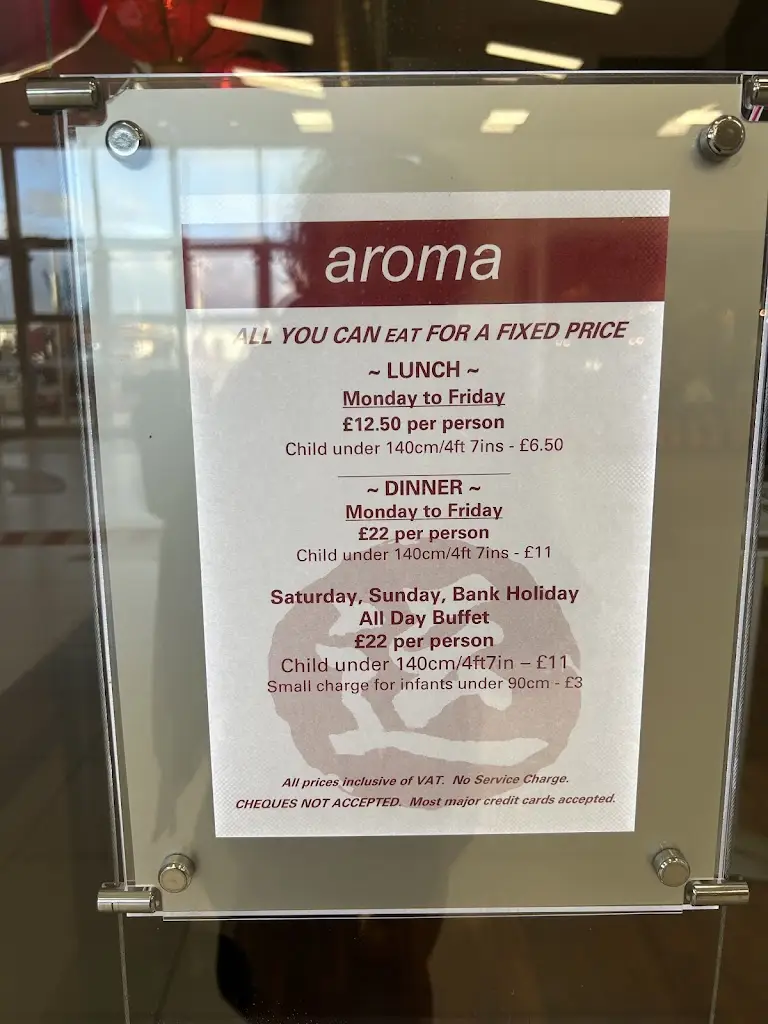 aroma
ALL YOU CAN EAT FOR A FIXED PRICE
~ LUNCH ~
Monday to Friday
£12.50 per person
Child under 140cm/4ft 7ins - £6.50
~ DINNER ~
Monday to Friday
£22 per person
Child under 140cm/4ft 7ins - £11
Saturday, Sunday, Bank Holiday
All Day Buffet
£22 per person
Child under 140cm/4ft7in – £11
Small charge for infants under 90cm - £3
All prices inclusive of VAT. No Service Charge.
CHEQUES NOT ACCEPTED. Most major credit cards accepted.